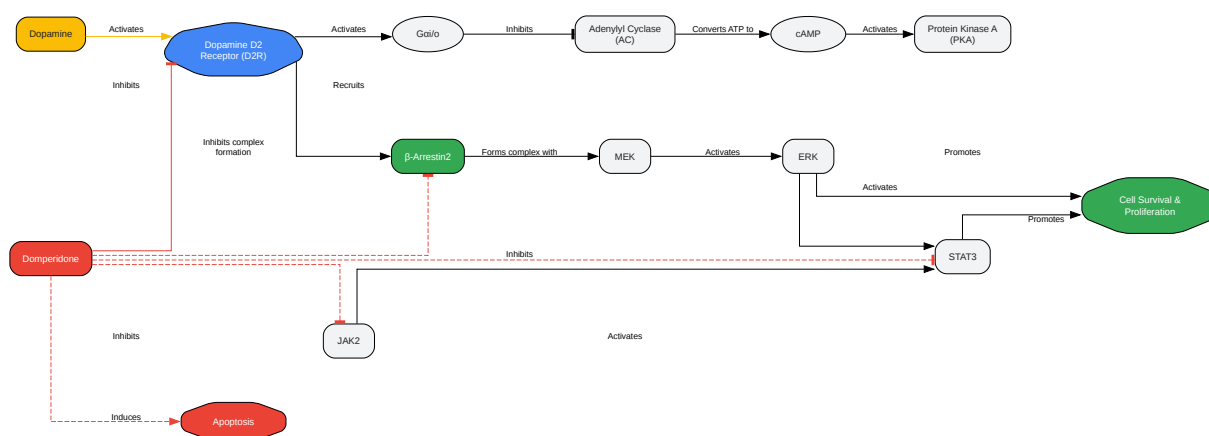 Dopamine
Activates
Dopamine D2
Receptor (D2R)
Activates
Gαi/o
Inhibits
Adenylyl Cyclase
(AC)
Converts ATP to
cAMP
Activates
Protein Kinase A
(PKA)
Inhibits
Recruits
Inhibits complex
formation
β-Arrestin2
Forms complex with
MEK
Activates
ERK
Promotes
Activates
Cell Survival &
Proliferation
Promotes
Domperidone
Inhibits
STAT3
Inhibits
JAK2
Activates
Induces
Apoptosis